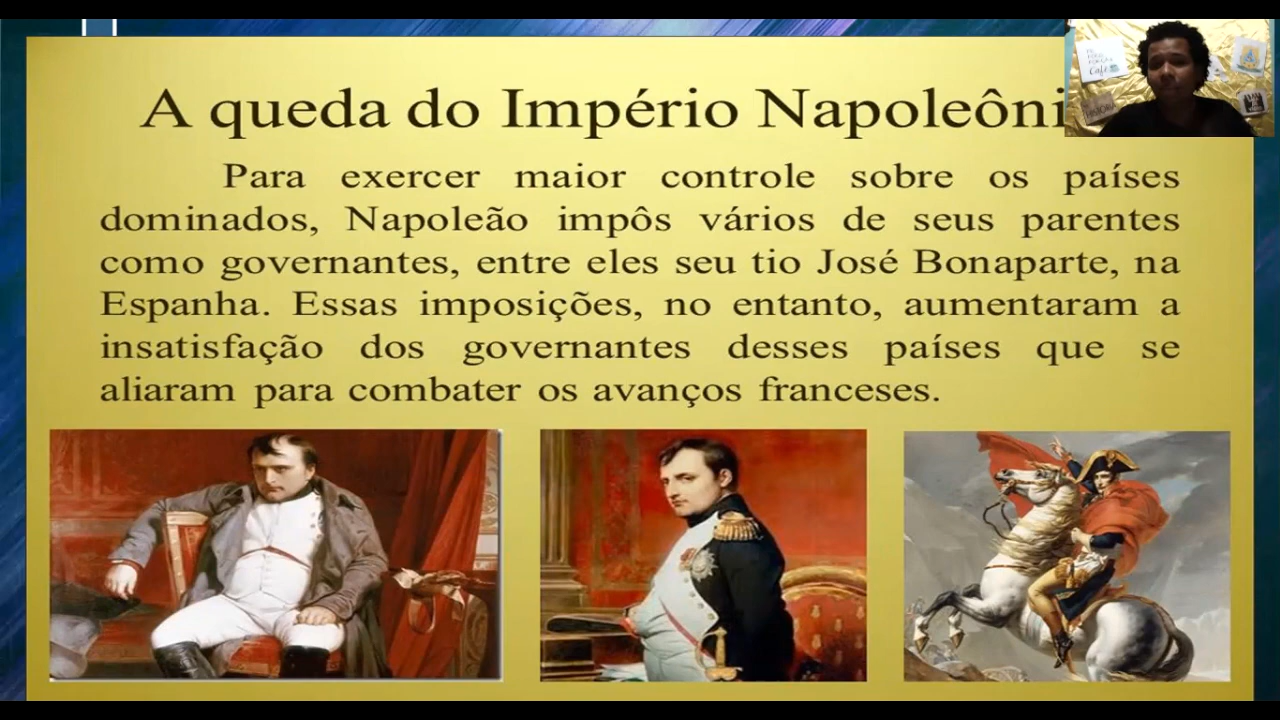 A queda do Império Napoleôni
Para exercer maior controle sobre os países
dominados, Napoleão impôs vários de seus parentes
como governantes, entre eles seu tio José Bonaparte, na
Espanha. Essas imposições, no entanto, aumentaram a
insatisfação dos governantes desses países que se
aliaram para combater os avanços franceses.
Café